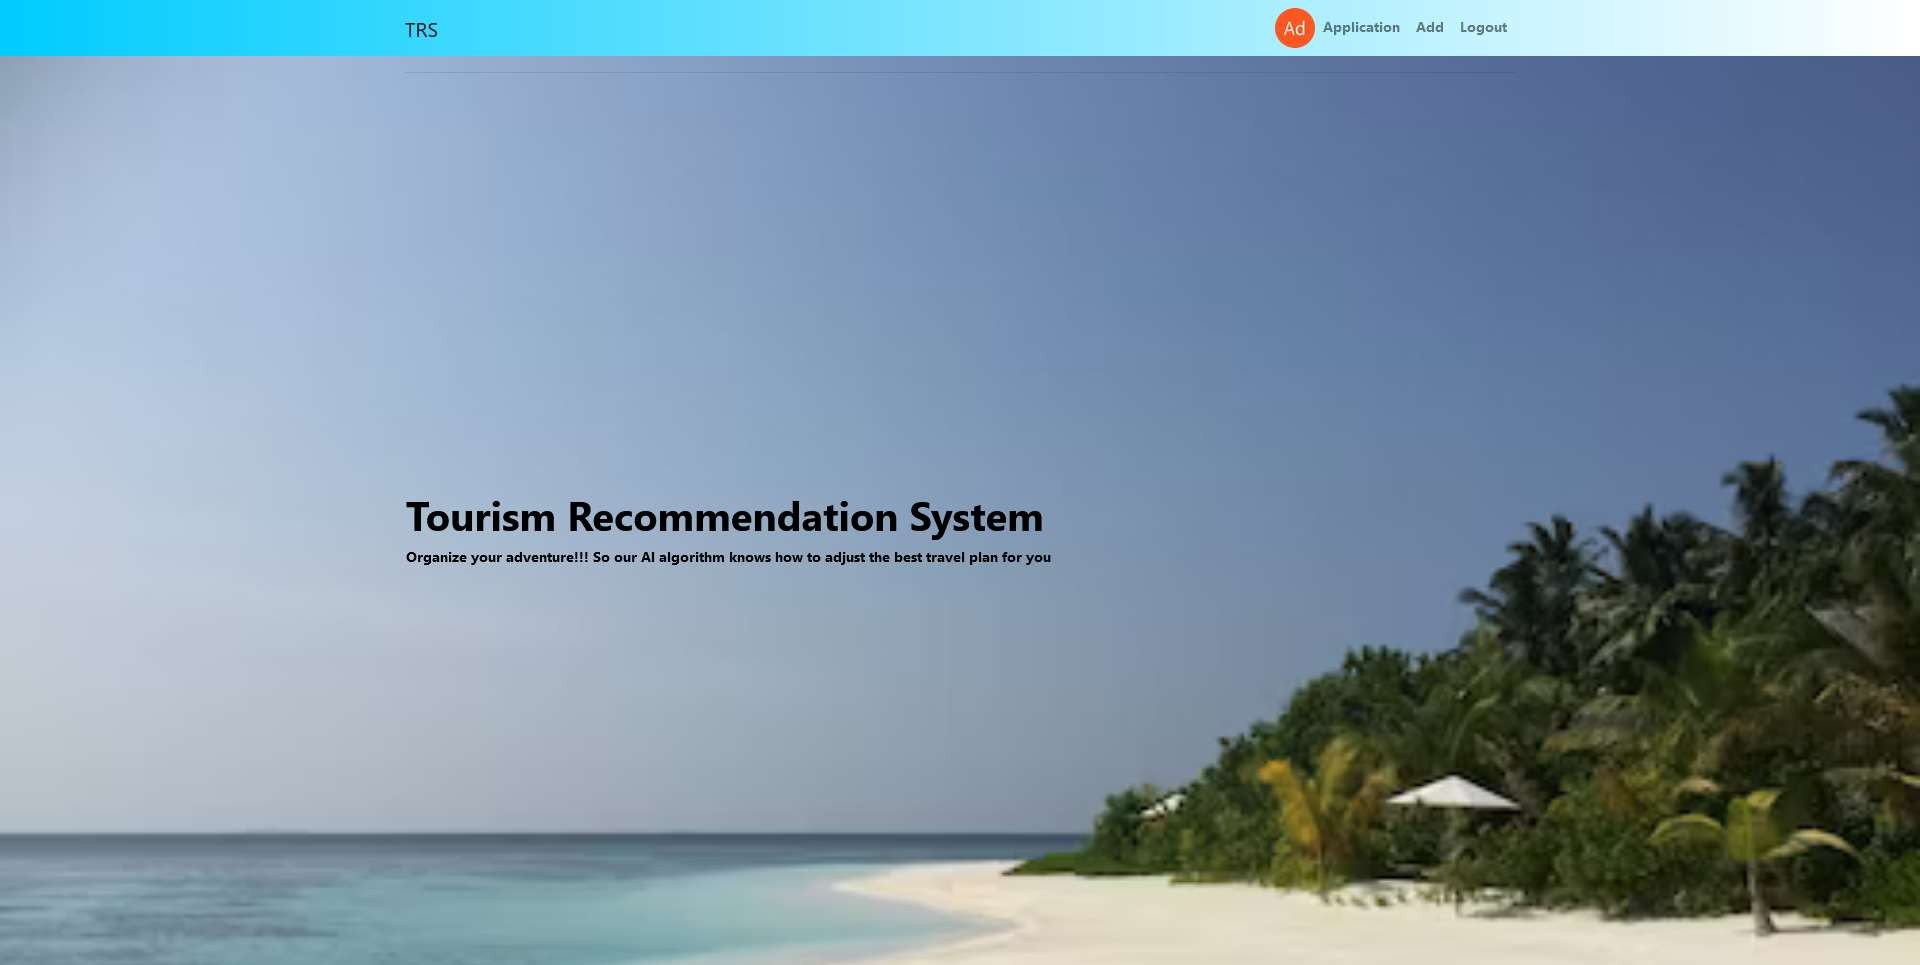 TRS
Ad Application Add Logout
Tourism Recommendation System
Organize your adventure!!! So our AI algorithm knows how to adjust the best travel plan for you